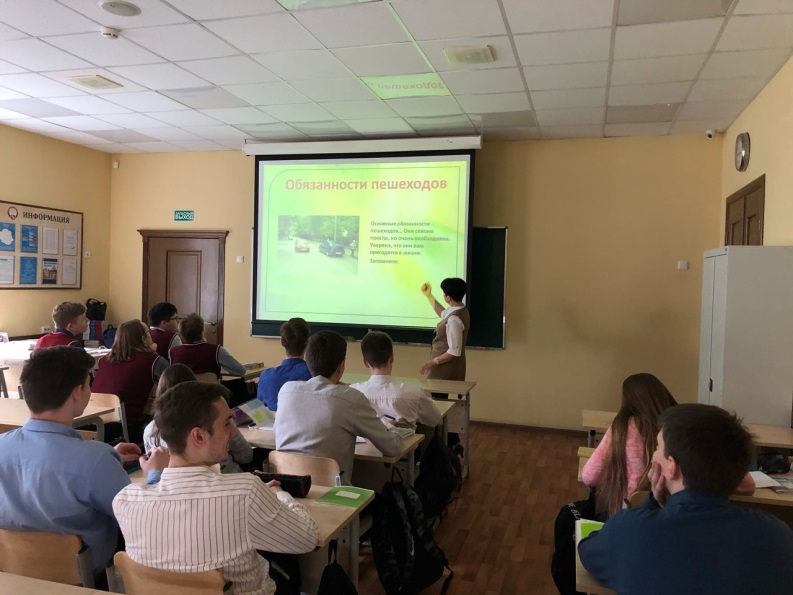 Обязанности пешеходов
Основные обязанности
пешеходов... Они совсем
просты, но очень необходимы.
Уверена, что они вам
пригодятся в жизни.
Запомните:
ИНФОРМАЦИЯ